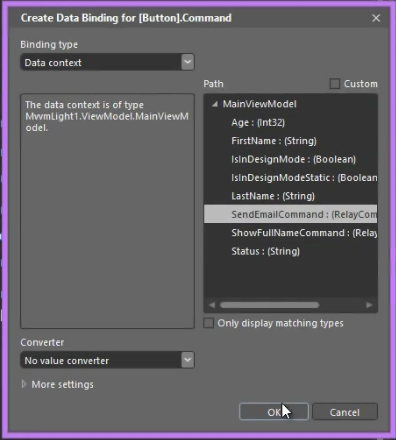 Create Data Binding for [Button].Command
Binding type
Data context
Path
Custom
The data context is of type
MvvmLight1.ViewModel.MainViewM
odel.
MainViewModel
Age : (Int32)
FirstName : (String)
IsInDesignMode : (Boolean)
IsInDesignModeStatic : (Boolean
LastName : (String)
SendEmailCommand : (RelayCom
ShowFullNameCommand : (Relay
Status : (String)
Only display matching types
Converter
No value converter
More settings
OK
Cancel